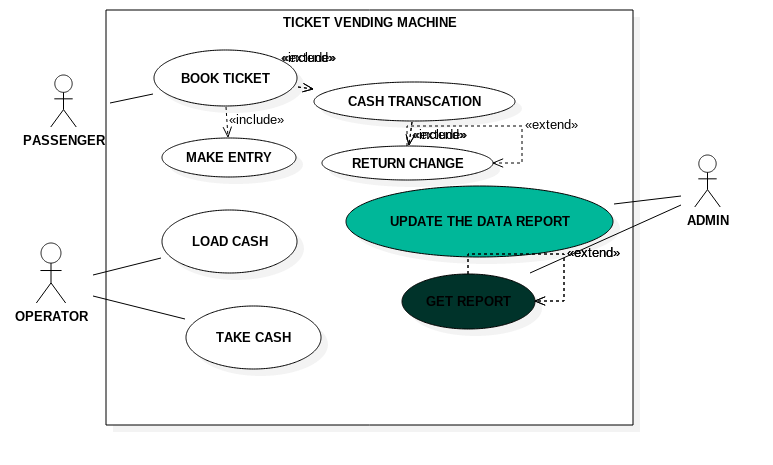 TICKET VENDING MACHINE
«include»
BOOK TICKET
CASH TRANSCATION
«include»
«extend»
PASSENGER
«include»
MAKE ENTRY
RETURN CHANGE
UPDATE THE DATA REPORT
ADMIN
LOAD CASH
«extend»
GET REPORT
OPERATOR
TAKE CASH